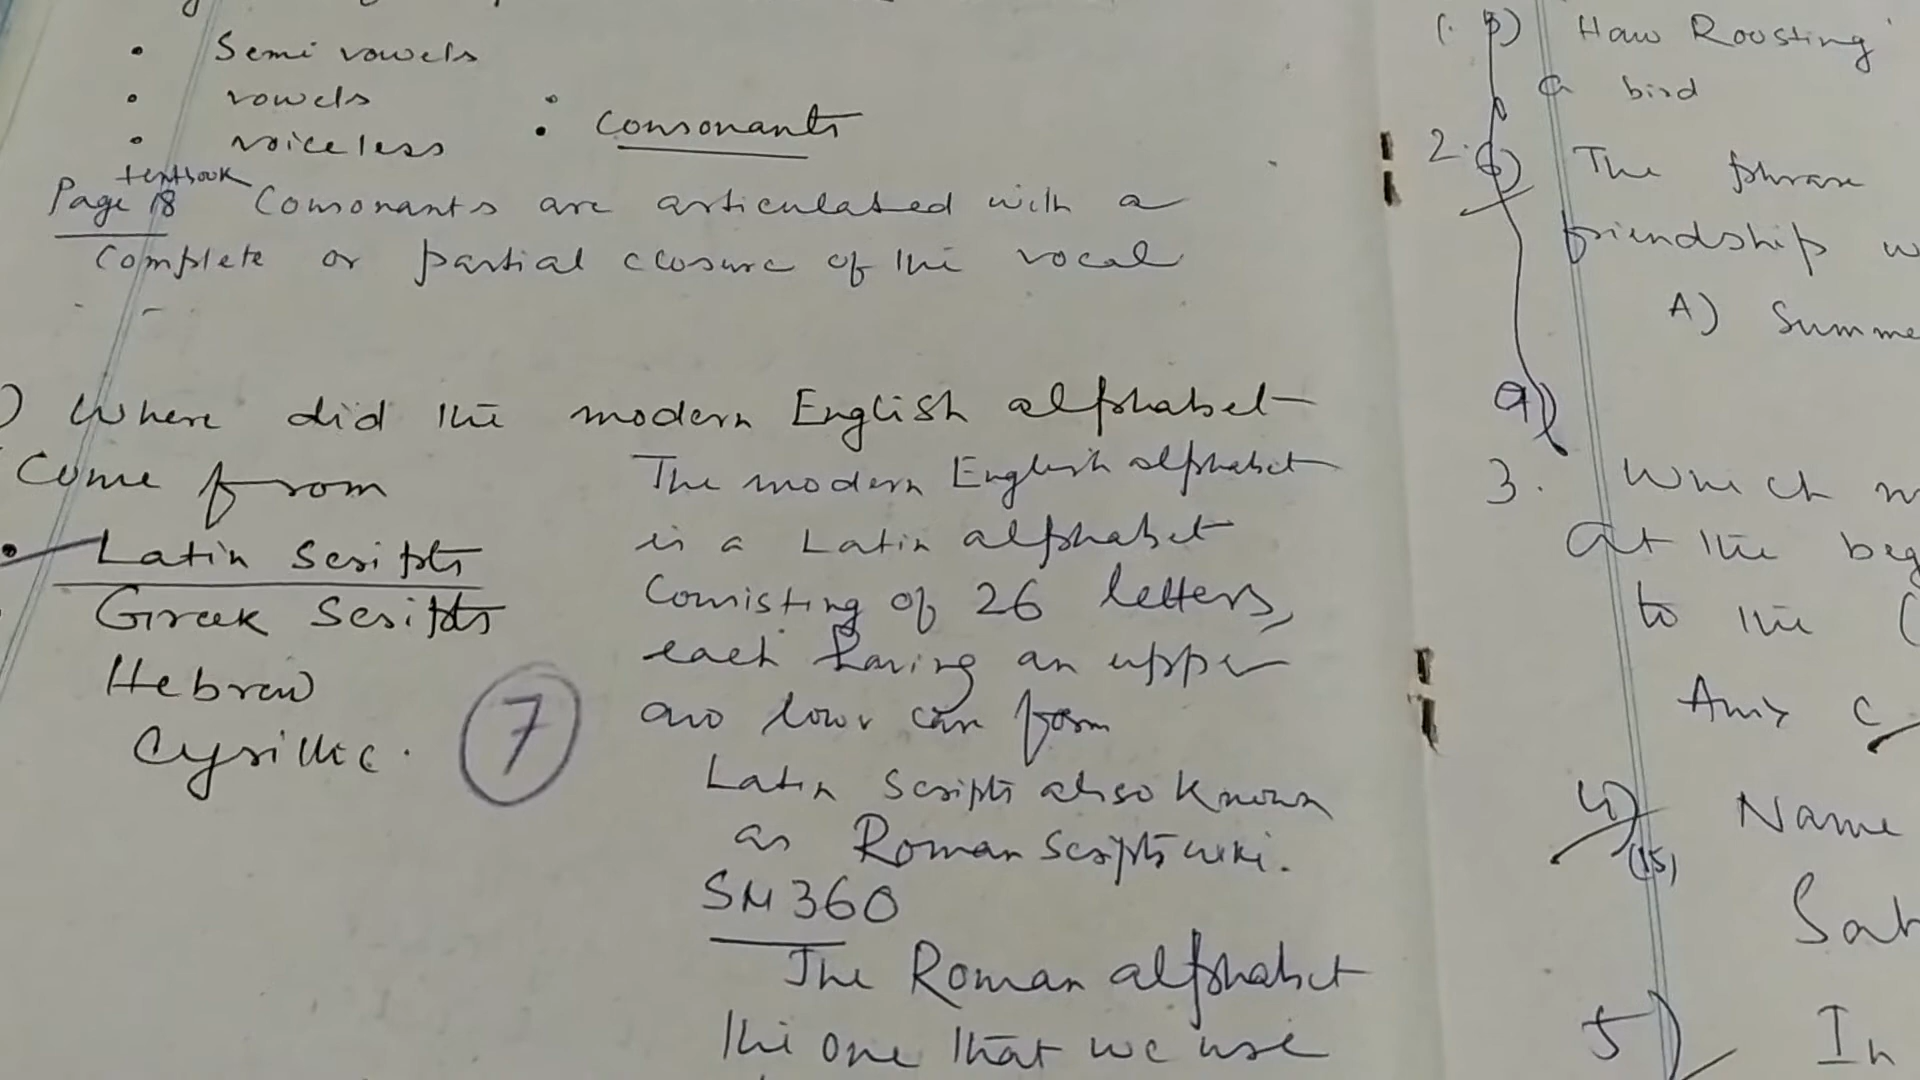 • Semi vowels
• vowels
• voiceless
• consonants
textbook
Page 18 Consonants are articulated with a
complete or partial closure of the vocal
) Where did the modern English alphabet
come from
• Latin scripts
Greek scripts
Hebrew
Cyrillic.
7
The modern English alphabet
is a Latin alphabet
consisting of 26 letters,
each having an upper
and lower case form
Latin scripts also known
as Roman scripts wiki.
SM 360
The Roman alphabet
the one that we use
(1. B) Haw Roosting
a bird
2. The phrase
friendship w
A) Summe
9)
3. Which
at the beg
to the (
Ans C
4) Name
(15)
Sat
5) In